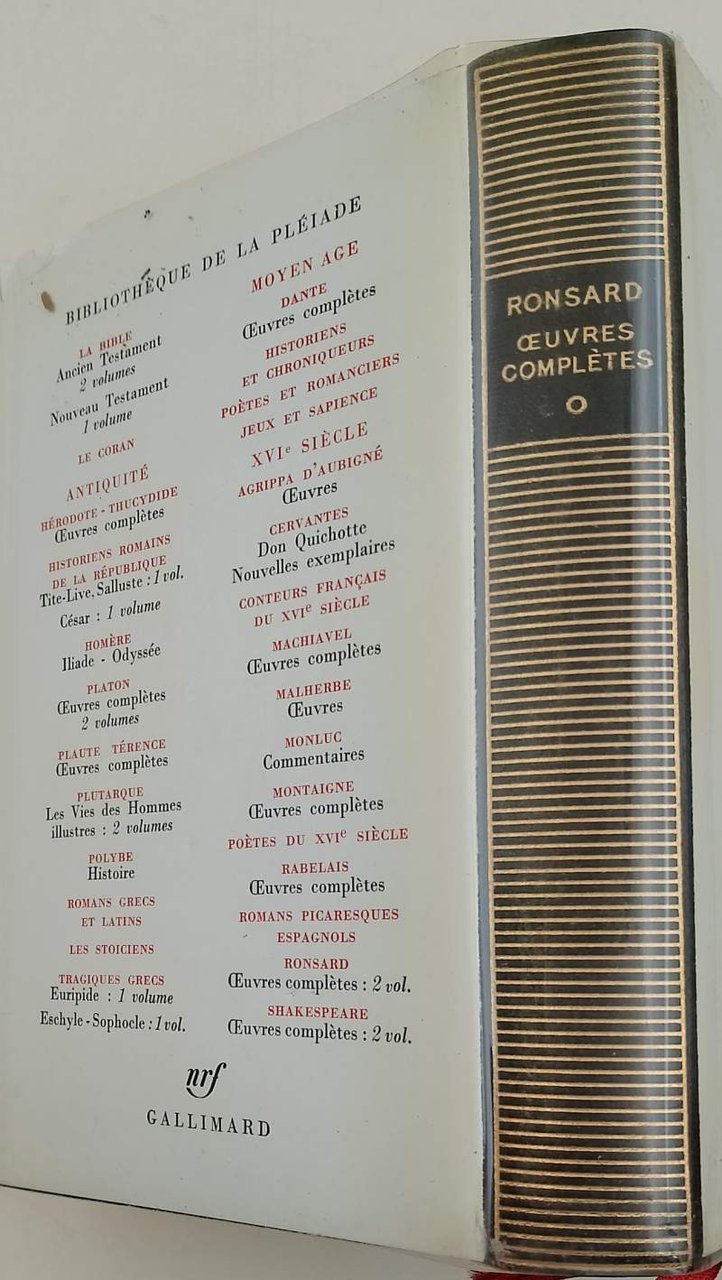 BIBLIOTHÈQUE DE LA PLÉIADE
LA BIBLE
Ancien Testament
2 volumes
Nouveau Testament
1 volume
LE CORAN
ANTIQUITÉ
HÉRODOTE - THUCYDIDE
Œuvres complètes
HISTORIENS ROMAINS
DE LA RÉPUBLIQUE
Tite-Live, Salluste : 1 vol.
César : 1 volume
HOMÈRE
Iliade - Odyssée
PLATON
Œuvres complètes
2 volumes
PLAUTE TÉRENCE
Œuvres complètes
PLUTARQUE
Les Vies des Hommes
illustres : 2 volumes
POLYBE
Histoire
ROMANS GRECS
ET LATINS
LES STOICIENS
TRAGIQUES GRECS
Euripide : 1 volume
Eschyle - Sophocle : 1 vol.
MOYEN AGE
DANTE
Œuvres complètes
HISTORIENS
ET CHRONIQUEURS
POÈTES ET ROMANCIERS
JEUX ET SAPIENCE
XVIe SIÈCLE
AGRIPPA D'AUBIGNÉ
Œuvres
CERVANTES
Don Quichotte
Nouvelles exemplaires
CONTEURS FRANÇAIS
DU XVIe SIÈCLE
MACHIAVEL
Œuvres complètes
MALHERBE
Œuvres
MONLUC
Commentaires
MONTAIGNE
Œuvres complètes
POÈTES DU XVIe SIÈCLE
RABELAIS
Œuvres complètes
ROMANS PICARESQUES
ESPAGNOLS
RONSARD
Œuvres complètes : 2 vol.
SHAKESPEARE
Œuvres complètes : 2 vol.
nrf
GALLIMARD
RONSARD
ŒUVRES
COMPLÈTES
O